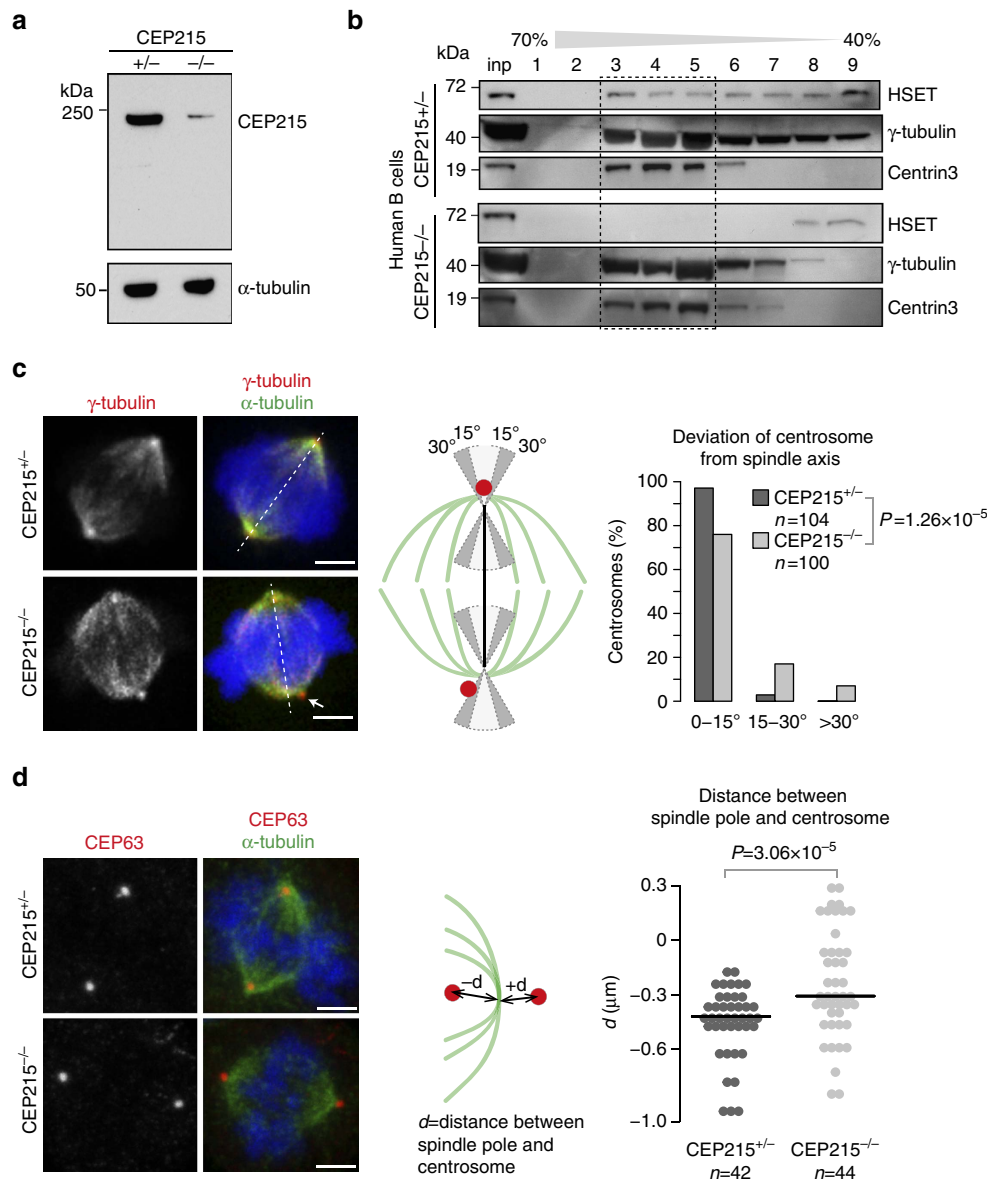 a
CEP215
+/– –/–
kDa
250
CEP215
50
α-tubulin
b
70% 40%
kDa inp 1 2 3 4 5 6 7 8 9
Human B cells
CEP215+/–
72 HSET
40 γ-tubulin
19 Centrin3
CEP215–/–
72 HSET
40 γ-tubulin
19 Centrin3
c
γ-tubulin
γ-tubulin
α-tubulin
CEP215+/–
CEP215–/–
30° 15° 15° 30°
Deviation of centrosome
from spindle axis
Centrosomes (%)
100
80
60
40
20
0
CEP215+/–
n=104
CEP215–/–
n=100
P=1.26×10–5
0–15° 15–30° >30°
d
CEP63
CEP63
α-tubulin
CEP215+/–
CEP215–/–
–d +d
d=distance between
spindle pole and
centrosome
Distance between
spindle pole and centrosome
P=3.06×10–5
d (μm)
0.3
0
–0.3
–0.6
–1.0
CEP215+/– CEP215–/–
n=42 n=44